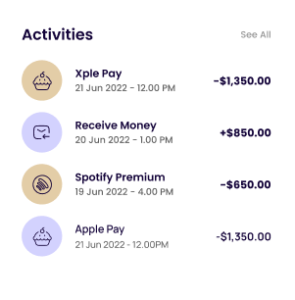 Activities See All
Xple Pay
21 Jun 2022 - 12.00 PM
-$1,350.00
Receive Money
20 Jun 2022 - 1.00 PM
+$850.00
Spotify Premium
19 Jun 2022 - 4.00 PM
-$650.00
Apple Pay
21 Jun 2022 - 12.00PM
-$1,350.00